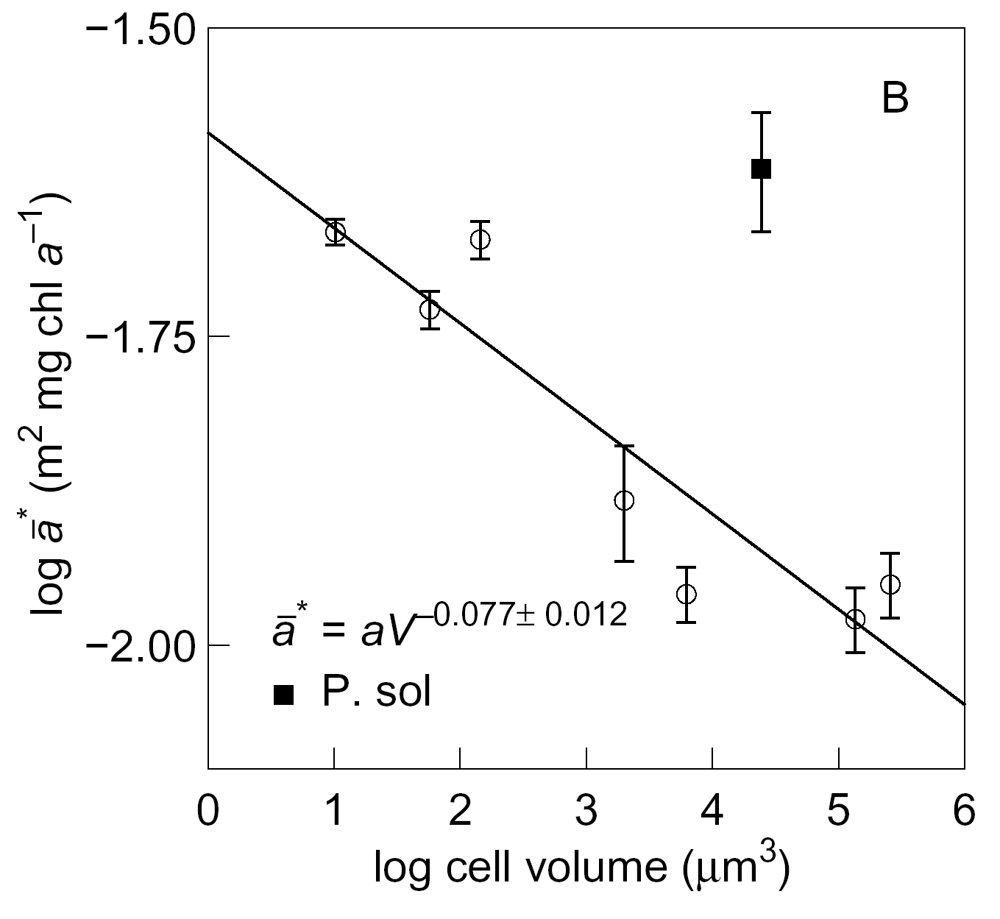 −1.50
B
−1.75
log a̅* (m² mg chl a⁻¹)
a̅* = aV^−0.077± 0.012
−2.00
■ P. sol
0 1 2 3 4 5 6
log cell volume (μm³)